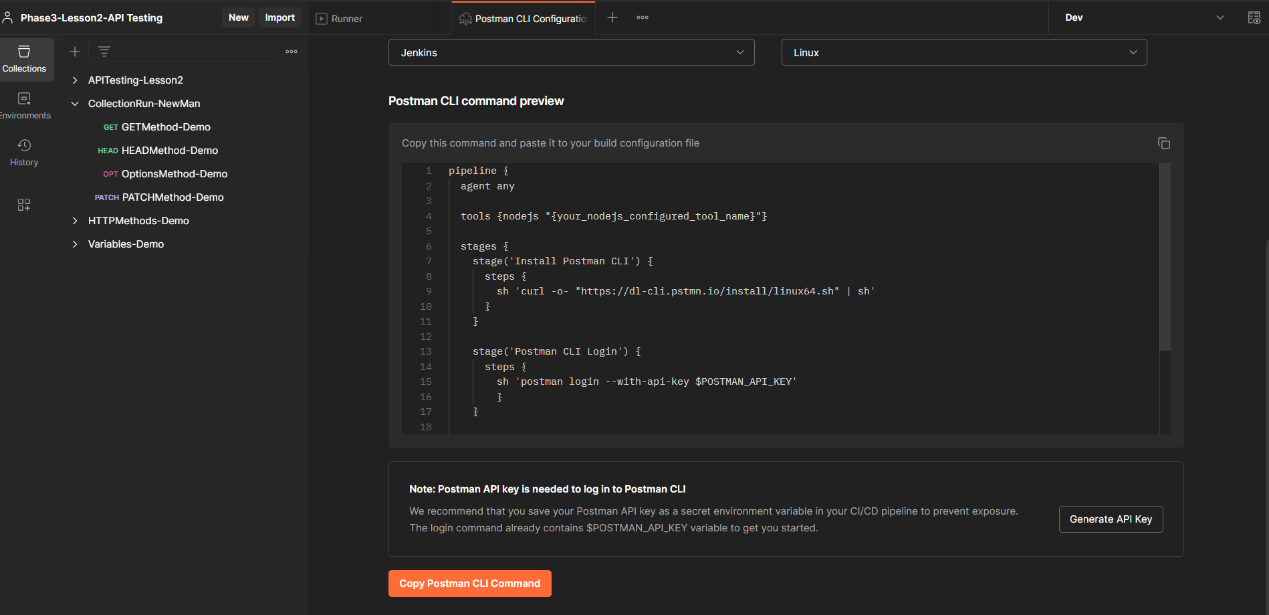 Phase3-Lesson2-API Testing
New
Import
Runner
Postman CLI Configuratio
Dev
Collections
Environments
History
APITesting-Lesson2
CollectionRun-NewMan
GET GETMethod-Demo
HEAD HEADMethod-Demo
OPT OptionsMethod-Demo
PATCH PATCHMethod-Demo
HTTPMethods-Demo
Variables-Demo
Jenkins
Linux
Postman CLI command preview
Copy this command and paste it to your build configuration file
1 pipeline {
2 agent any
3
4 tools {nodejs "{your_nodejs_configured_tool_name}"}
5
6 stages {
7 stage('Install Postman CLI') {
8 steps {
9 sh 'curl -o- "https://dl-cli.pstmn.io/install/linux64.sh" | sh'
10 }
11 }
12
13 stage('Postman CLI Login') {
14 steps {
15 sh 'postman login --with-api-key $POSTMAN_API_KEY'
16 }
17 }
18
Note: Postman API key is needed to log in to Postman CLI
We recommend that you save your Postman API key as a secret environment variable in your CI/CD pipeline to prevent exposure.
The login command already contains $POSTMAN_API_KEY variable to get you started.
Generate API Key
Copy Postman CLI Command